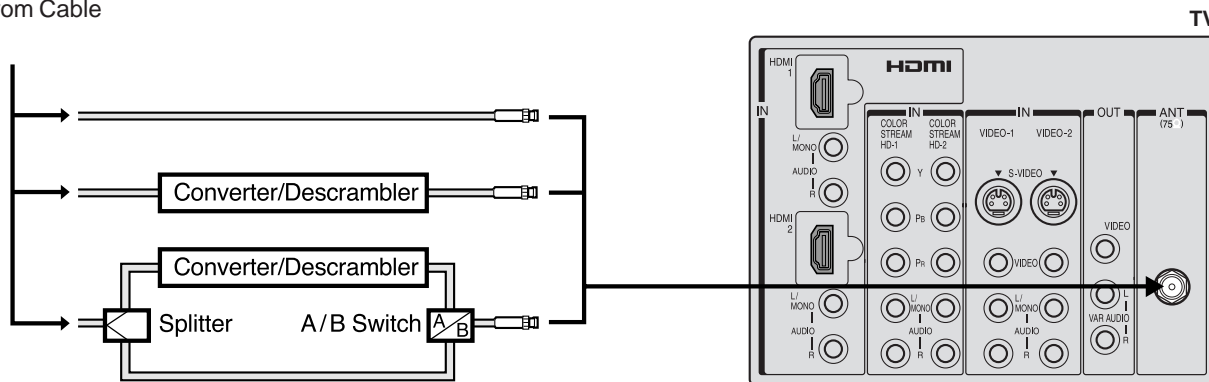 rom Cable
TV
HDMI 1
HDMI
IN
IN
IN
OUT
ANT
(75 )
COLOR STREAM HD-1
COLOR STREAM HD-2
VIDEO-1
VIDEO-2
L/ MONO
AUDIO
R
Y
S-VIDEO
Converter/Descrambler
HDMI 2
PB
VIDEO
Converter/Descrambler
PR
VIDEO
L/ MONO
L/ MONO
L/ MONO
L
Splitter
A/B Switch
A
B
VAR AUDIO
AUDIO
AUDIO
AUDIO
R
R
R
R